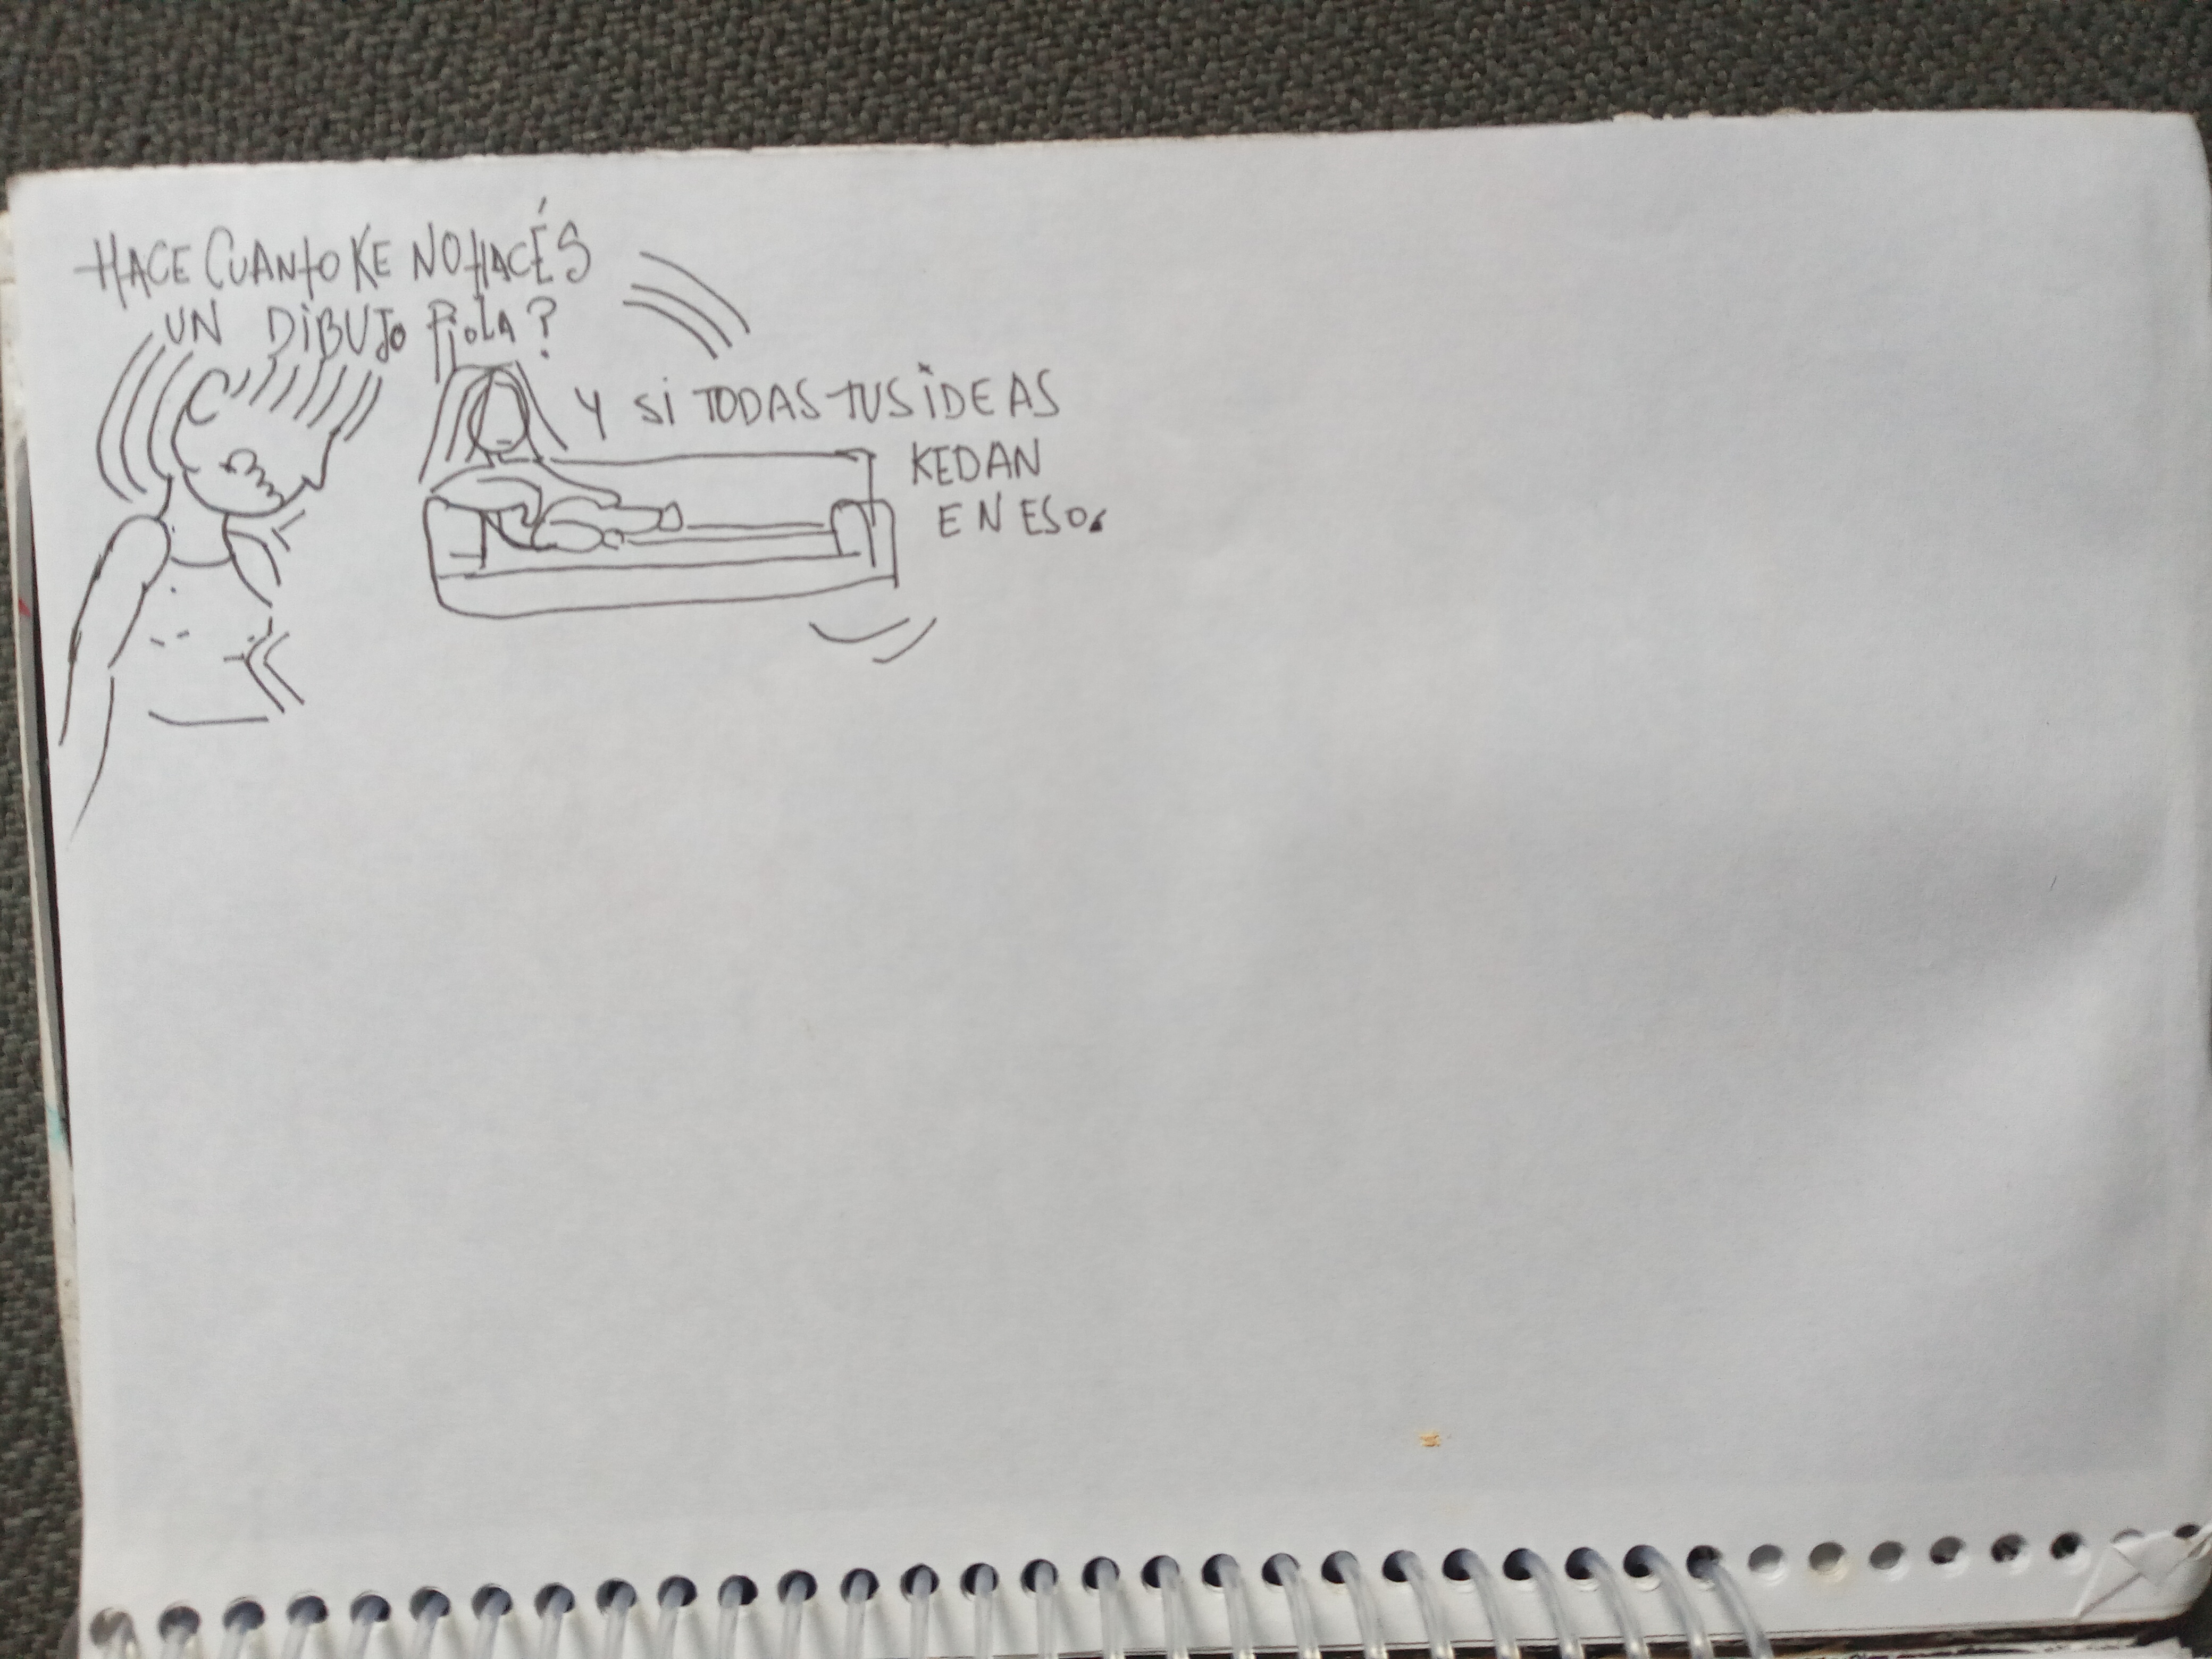 HACE CUANTO KE NO HACÉS
UN DIBUJO PIOLA?
Y SI TODAS TUS IDEAS
KEDAN
EN ESO.